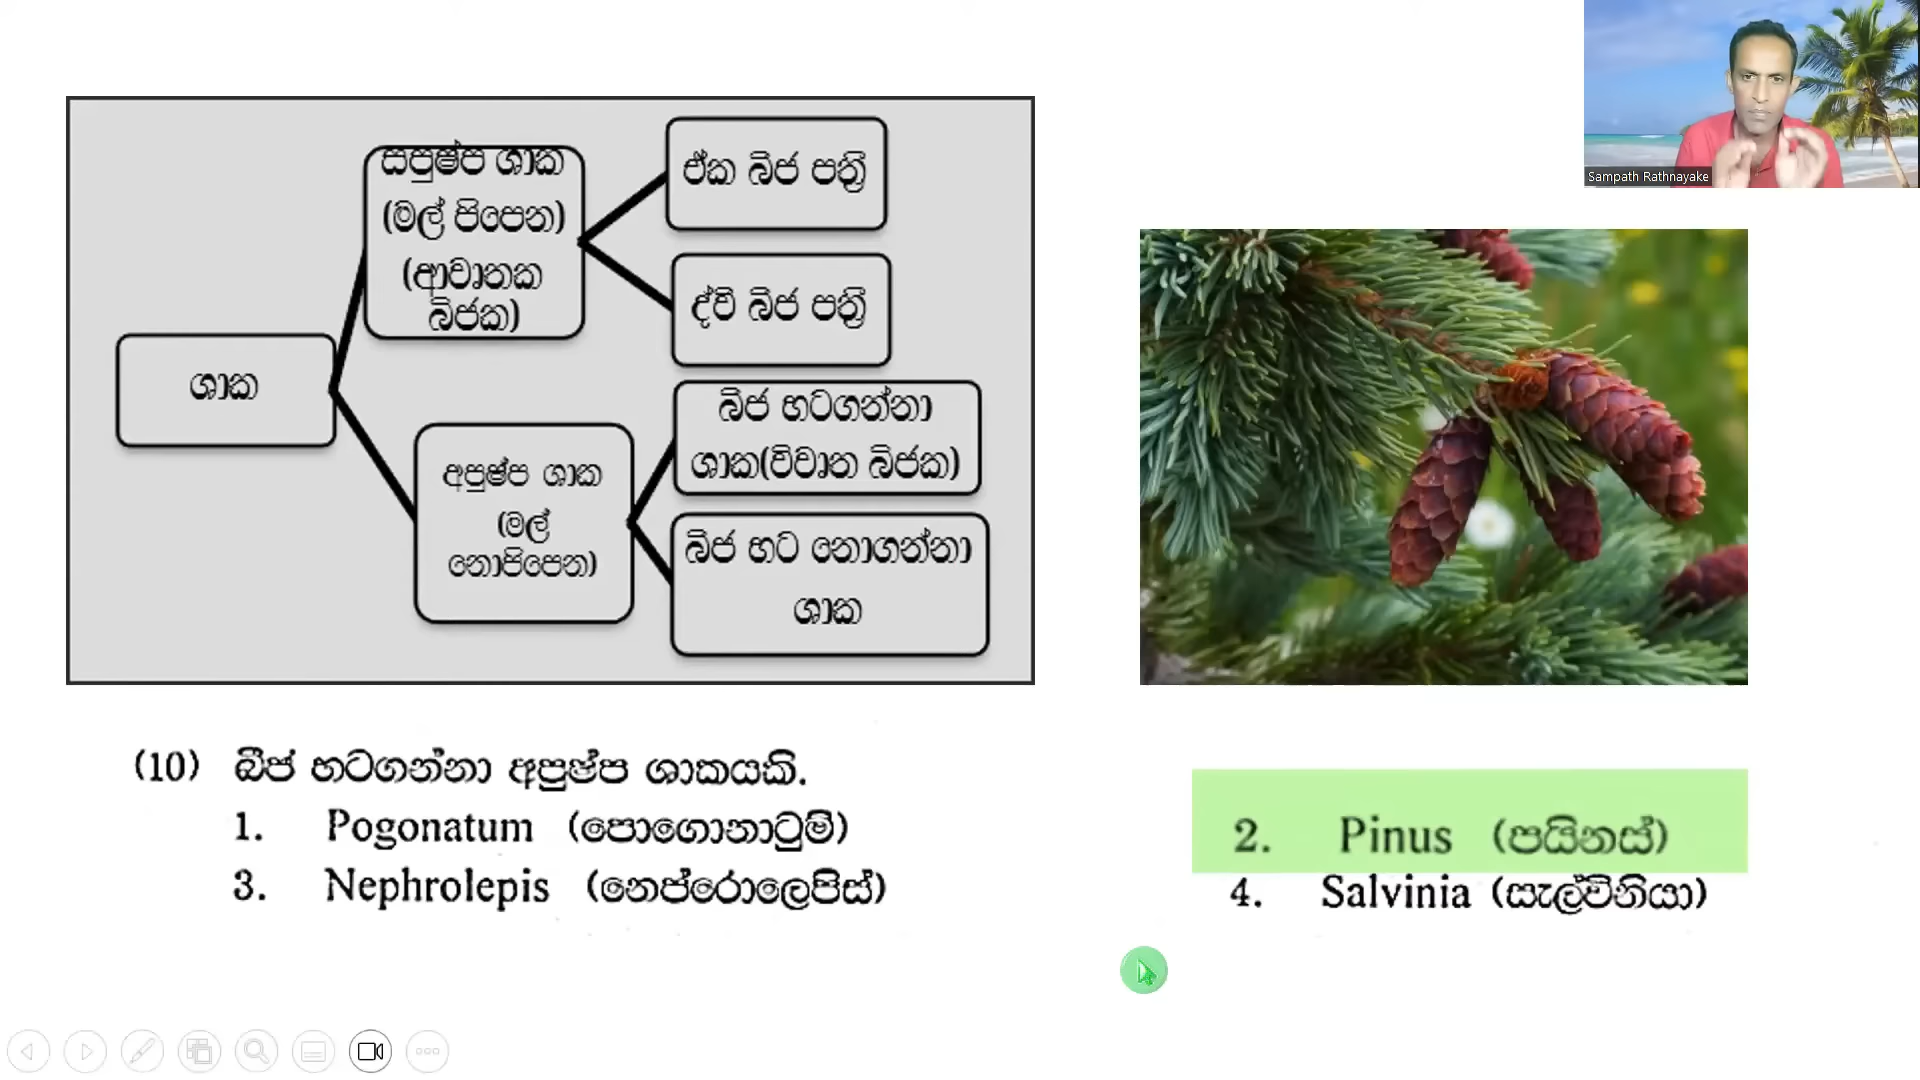 Sampath Rathnayake
සපුෂ්ප ශාක
(මල් පිපෙන)
(ආවෘතක
බීජක)
ඒක බීජ පත්‍රී
ද්වි බීජ පත්‍රී
ශාක
අපුෂ්ප ශාක
(මල්
නොපිපෙන)
බීජ හටගන්නා
ශාක(විවෘත බීජක)
බීජ හට නොගන්නා
ශාක
(10) බීජ හටගන්නා අපුෂ්ප ශාකයකි.
1. Pogonatum (පොගොනාටුම්)
2. Pinus (පයිනස්)
3. Nephrolepis (නෙප්රොලෙපිස්)
4. Salvinia (සැල්විනියා)